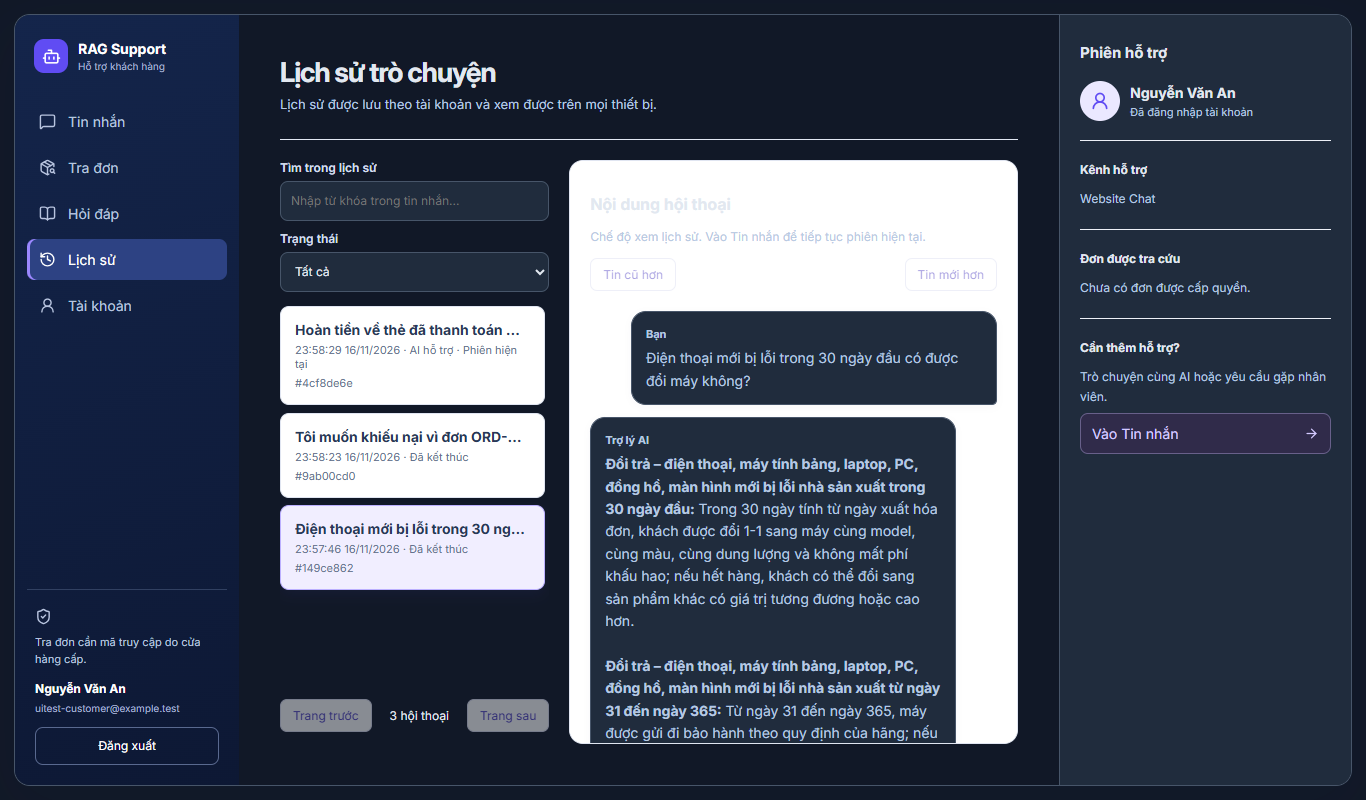 RAG Support
Hỗ trợ khách hàng
Tin nhắn
Tra đơn
Hỏi đáp
Lịch sử
Tài khoản
Tra đơn cần mã truy cập do cửa
hàng cấp.
Nguyễn Văn An
uitest-customer@example.test
Đăng xuất
Lịch sử trò chuyện
Lịch sử được lưu theo tài khoản và xem được trên mọi thiết bị.
Tìm trong lịch sử
Nhập từ khóa trong tin nhắn...
Trạng thái
Tất cả
Hoàn tiền về thẻ đã thanh toán ...
23:58:29 16/11/2026 · AI hỗ trợ · Phiên hiện
tại
#4cf8de6e
Tôi muốn khiếu nại vì đơn ORD-...
23:58:23 16/11/2026 · Đã kết thúc
#9ab00cd0
Điện thoại mới bị lỗi trong 30 ng...
23:57:46 16/11/2026 · Đã kết thúc
#149ce862
Trang trước
3 hội thoại
Trang sau
Nội dung hội thoại
Chế độ xem lịch sử. Vào Tin nhắn để tiếp tục phiên hiện tại.
Tin cũ hơn
Tin mới hơn
Bạn
Điện thoại mới bị lỗi trong 30 ngày đầu có được
đổi máy không?
Trợ lý AI
Đổi trả – điện thoại, máy tính bảng, laptop, PC,
đồng hồ, màn hình mới bị lỗi nhà sản xuất trong
30 ngày đầu: Trong 30 ngày tính từ ngày xuất hóa
đơn, khách được đổi 1-1 sang máy cùng model,
cùng màu, cùng dung lượng và không mất phí
khấu hao; nếu hết hàng, khách có thể đổi sang
sản phẩm khác có giá trị tương đương hoặc cao
hơn.
Đổi trả – điện thoại, máy tính bảng, laptop, PC,
đồng hồ, màn hình mới bị lỗi nhà sản xuất từ ngày
31 đến ngày 365: Từ ngày 31 đến ngày 365, máy
được gửi đi bảo hành theo quy định của hãng; nếu
Phiên hỗ trợ
Nguyễn Văn An
Đã đăng nhập tài khoản
Kênh hỗ trợ
Website Chat
Đơn được tra cứu
Chưa có đơn được cấp quyền.
Cần thêm hỗ trợ?
Trò chuyện cùng AI hoặc yêu cầu gặp nhân
viên.
Vào Tin nhắn